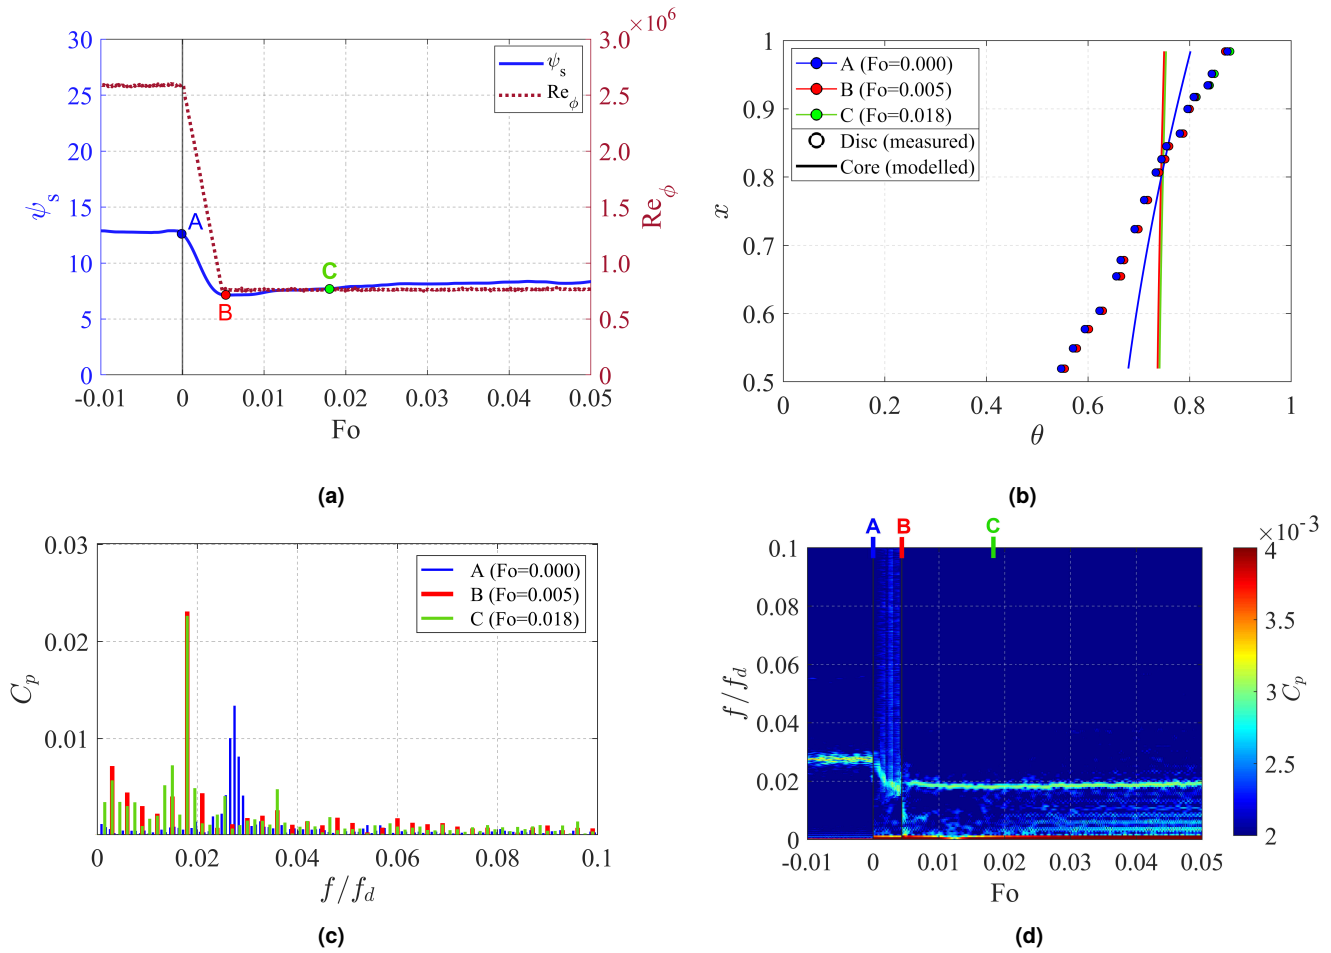 ×10⁶
30
25
20
15
10
5
0
ψs
3.0
2.5
2.0
1.5
1.0
0.5
0
Reϕ
ψs
Reϕ
A
B
C
-0.01 0 0.01 0.02 0.03 0.04 0.05
Fo
(a)
1
0.9
0.8
0.7
0.6
0.5
x
A (Fo=0.000)
B (Fo=0.005)
C (Fo=0.018)
Disc (measured)
Core (modelled)
0 0.2 0.4 0.6 0.8 1
θ
(b)
0.03
0.02
0.01
Cp
A (Fo=0.000)
B (Fo=0.005)
C (Fo=0.018)
0 0.02 0.04 0.06 0.08 0.1
f/fd
(c)
A B C
×10⁻³
0.1
0.08
0.06
0.04
0.02
0
f/fd
4
3.5
3
2.5
2
Cp
-0.01 0 0.01 0.02 0.03 0.04 0.05
Fo
(d)